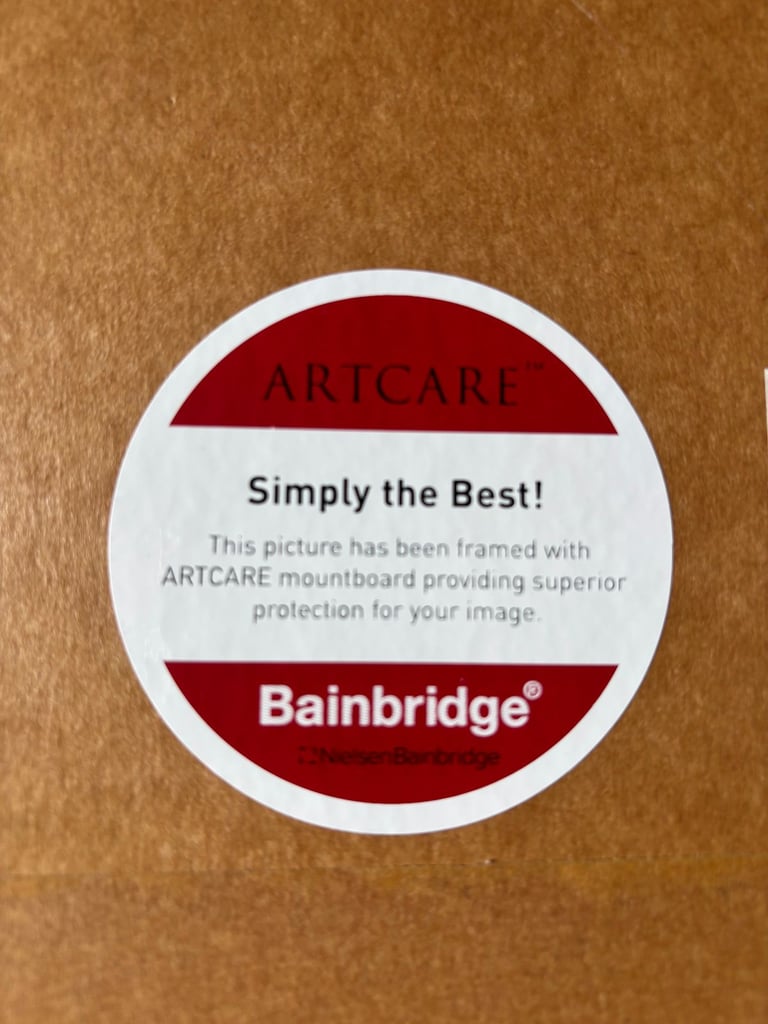 ARTCARE™
Simply the Best!
This picture has been framed with
ARTCARE mountboard providing superior
protection for your image.
Bainbridge®
NielsenBainbridge